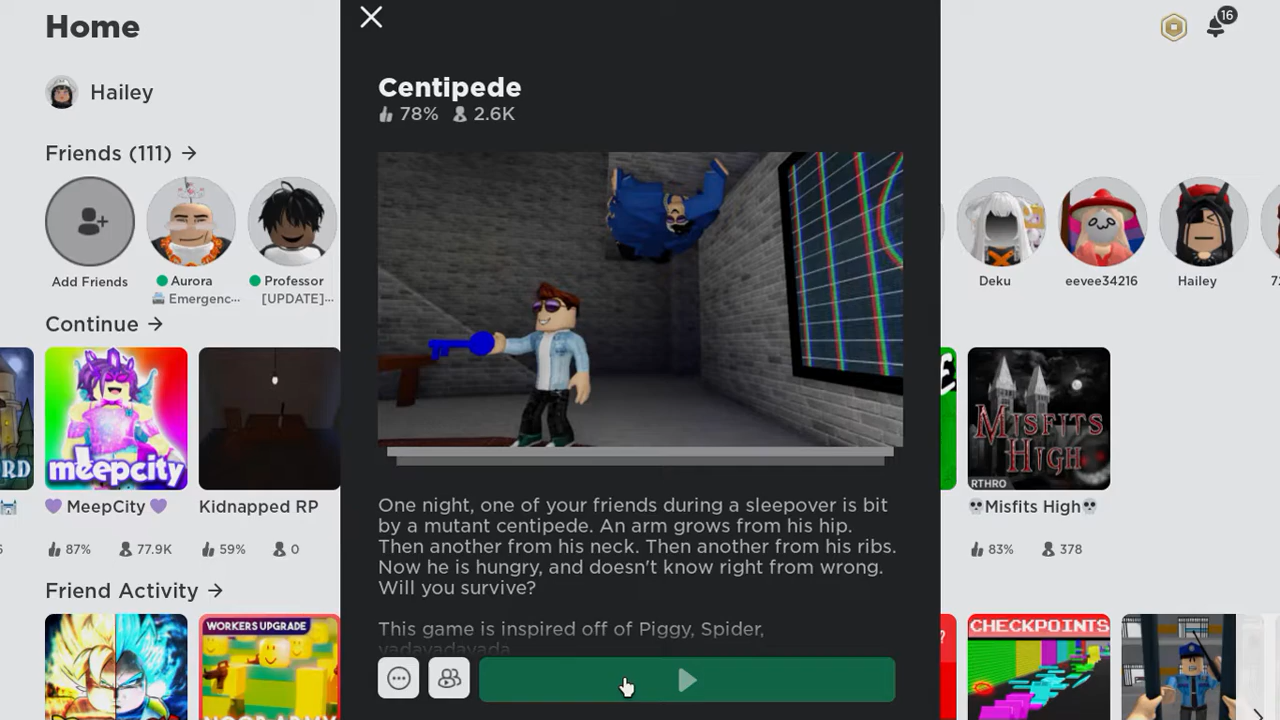 Home
16
Hailey
Friends (111)
Add Friends
Aurora
Emergenc...
Professor
[UPDATE]...
Continue
RD
meepcity
MeepCity
87% 77.9K
Kidnapped RP
59% 0
Centipede
78% 2.6K
One night, one of your friends during a sleepover is bit
by a mutant centipede. An arm grows from his hip.
Then another from his neck. Then another from his ribs.
Now he is hungry, and doesn't know right from wrong.
Will you survive?
This game is inspired off of Piggy, Spider,
yadayadayada
Deku
eevee34216
Hailey
MISFITS
HIGH
RTHRO
Misfits High
83% 378
Friend Activity
WORKERS UPGRADE
NOOB ARMY
CHECKPOINTS